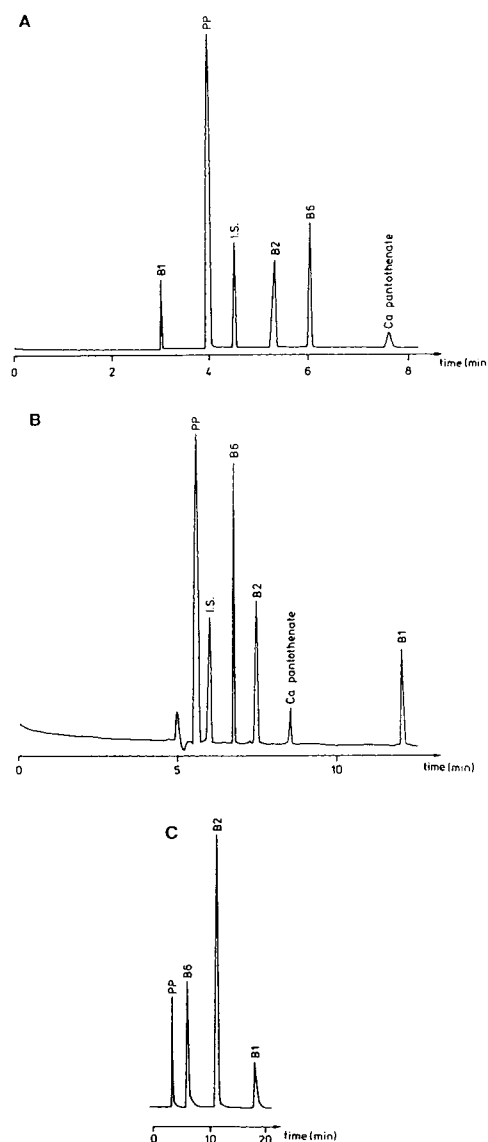 A
PP
B1
I.S.
B2
B6
Ca pantothenate
0 2 4 6 8
time (min
B
PP
I.S.
B6
B2
Ca pantothenate
B1
0 5 10
time (min)
C
PP
B6
B2
B1
0 10 20
time (min)